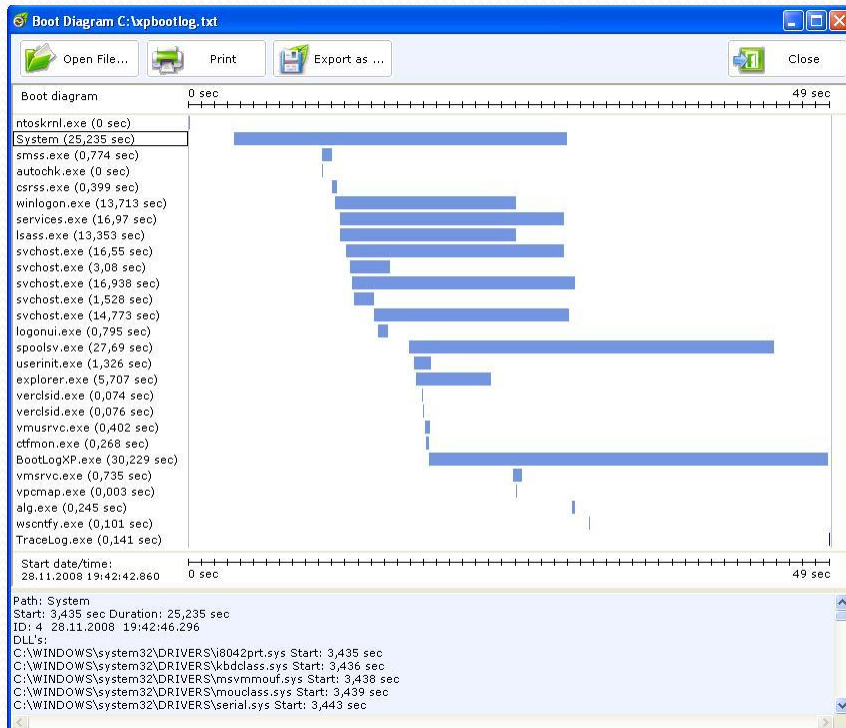 Boot Diagram C:\xpbootlog.txt
Open File...
Print
Export as ...
Close
Boot diagram
0 sec
49 sec
ntoskrnl.exe (0 sec)
System (25,235 sec)
smss.exe (0,774 sec)
autochk.exe (0 sec)
csrss.exe (0,399 sec)
winlogon.exe (13,713 sec)
services.exe (16,97 sec)
lsass.exe (13,353 sec)
svchost.exe (16,55 sec)
svchost.exe (3,08 sec)
svchost.exe (16,938 sec)
svchost.exe (1,528 sec)
svchost.exe (14,773 sec)
logonui.exe (0,795 sec)
spoolsv.exe (27,69 sec)
userinit.exe (1,326 sec)
explorer.exe (5,707 sec)
verclsid.exe (0,074 sec)
verclsid.exe (0,076 sec)
vmusrvc.exe (0,402 sec)
ctfmon.exe (0,268 sec)
BootLogXP.exe (30,229 sec)
vmsrvc.exe (0,735 sec)
vpcmap.exe (0,003 sec)
alg.exe (0,245 sec)
wscntfy.exe (0,101 sec)
TraceLog.exe (0,141 sec)
Start date/time:
28.11.2008 19:42:42.860
0 sec
49 sec
Path: System
Start: 3,435 sec Duration: 25,235 sec
ID: 4 28.11.2008 19:42:46.296
DLL's:
C:\WINDOWS\system32\DRIVERS\i8042prt.sys Start: 3,435 sec
C:\WINDOWS\system32\DRIVERS\kbdclass.sys Start: 3,436 sec
C:\WINDOWS\system32\DRIVERS\msvmmouf.sys Start: 3,438 sec
C:\WINDOWS\system32\DRIVERS\mouclass.sys Start: 3,439 sec
C:\WINDOWS\system32\DRIVERS\serial.sys Start: 3,443 sec